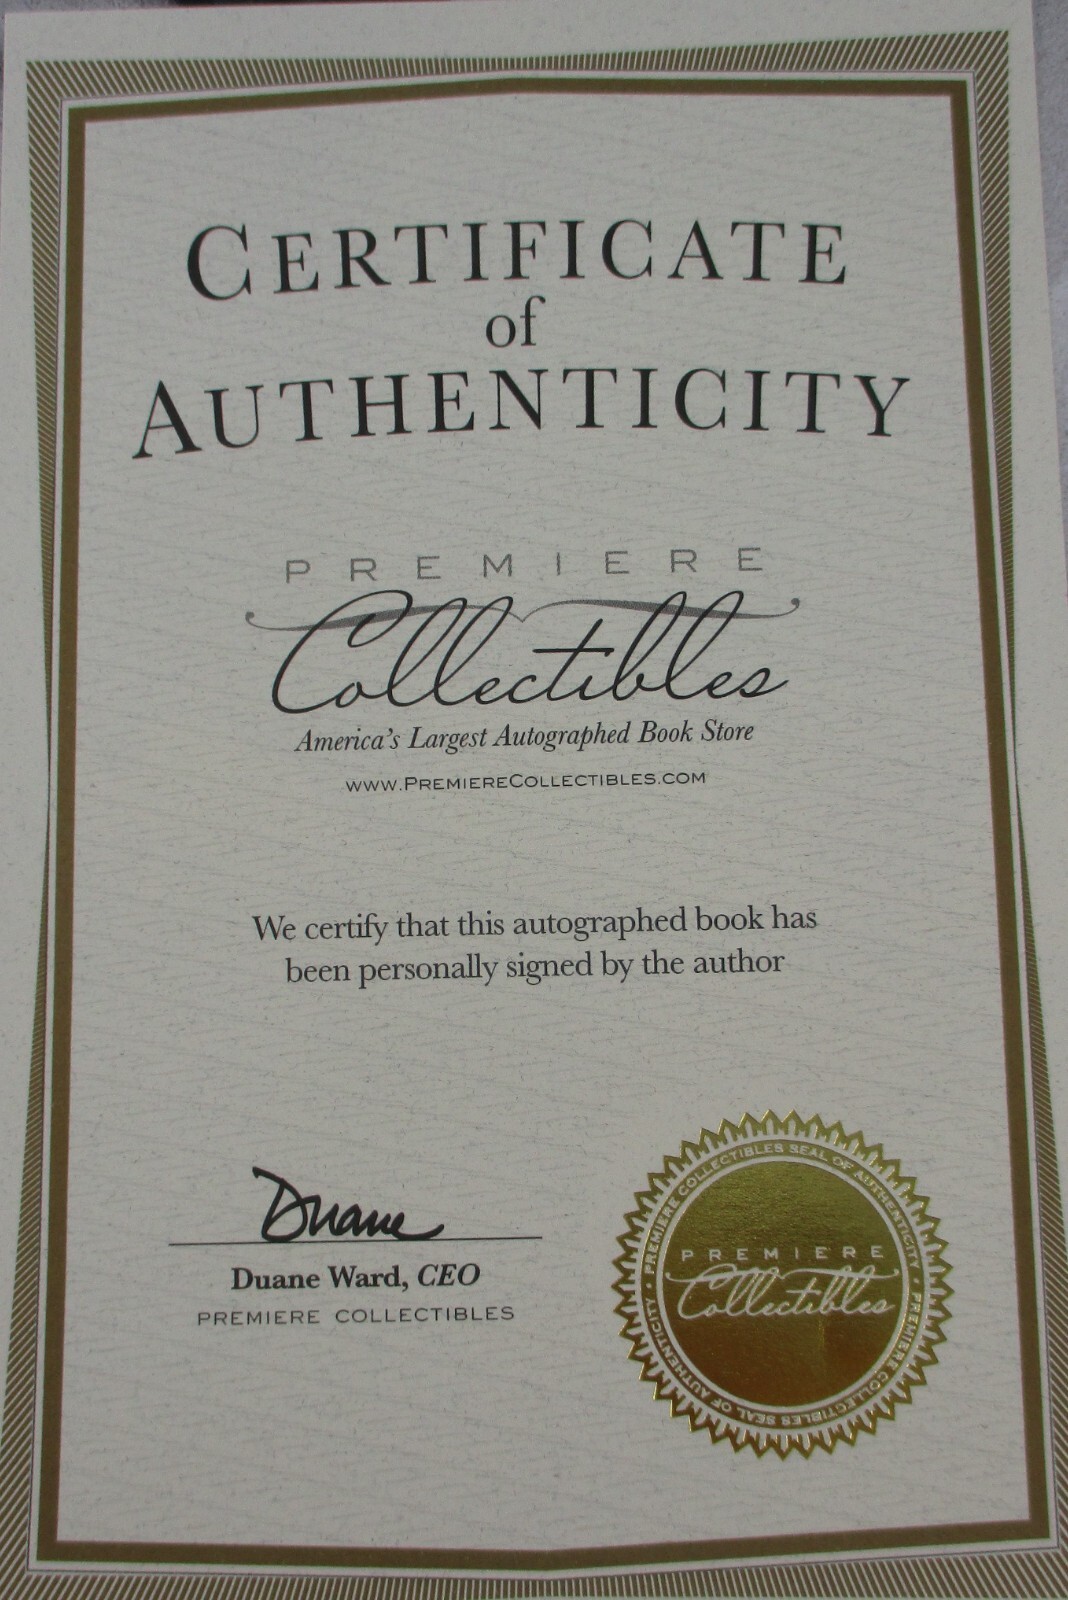 CERTIFICATE
of
AUTHENTICITY
PREMIERE
Collectibles
America's Largest Autographed Book Store
www.PremiereCollectibles.com
We certify that this autographed book has
been personally signed by the author
Duane
Duane Ward, CEO
PREMIERE COLLECTIBLES
PREMIERE COLLECTIBLES SEAL OF AUTHENTICITY • PREMIERE COLLECTIBLES SEAL OF AUTHENTICITY •
PREMIERE
Collectibles